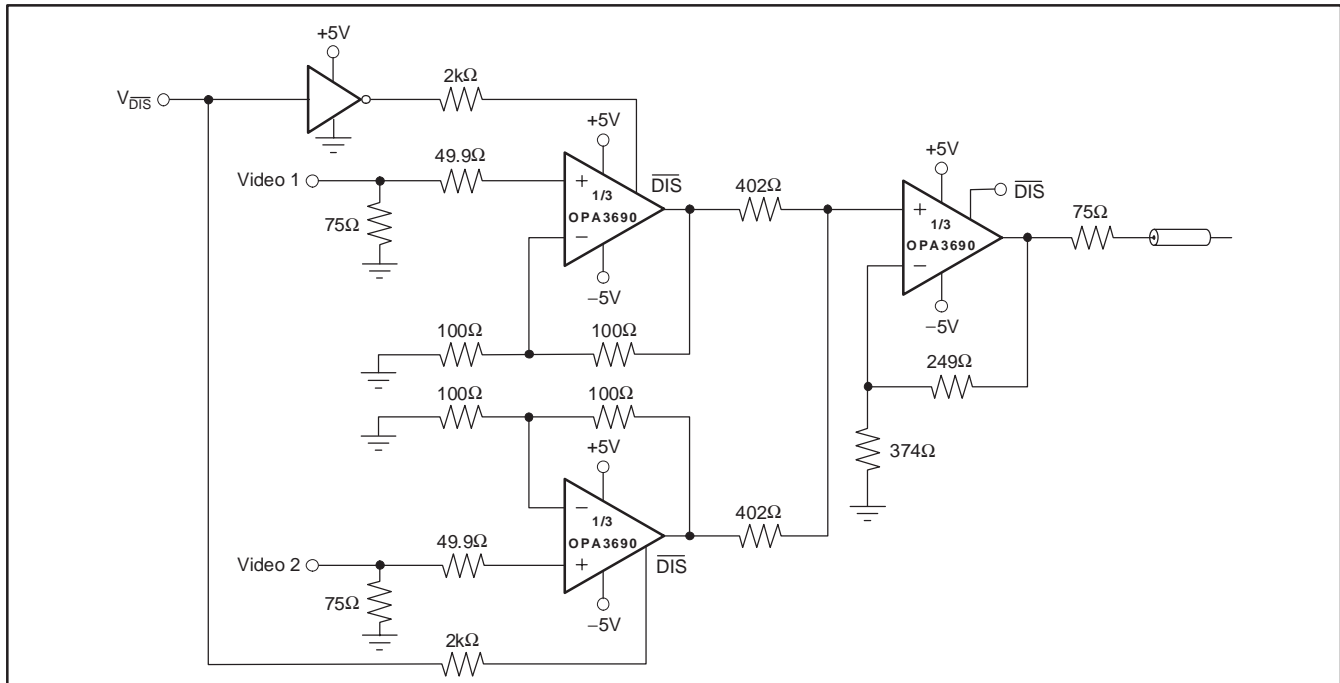 +5V
2kΩ
V DIS
+5V
49.9Ω
Video 1
+
1/3
OPA3690
−
DIS
75Ω
−5V
402Ω
+5V
DIS
+
1/3
OPA3690
−
75Ω
−5V
100Ω
100Ω
249Ω
100Ω
100Ω
374Ω
+5V
−
1/3
OPA3690
+
402Ω
49.9Ω
Video 2
DIS
75Ω
−5V
2kΩ